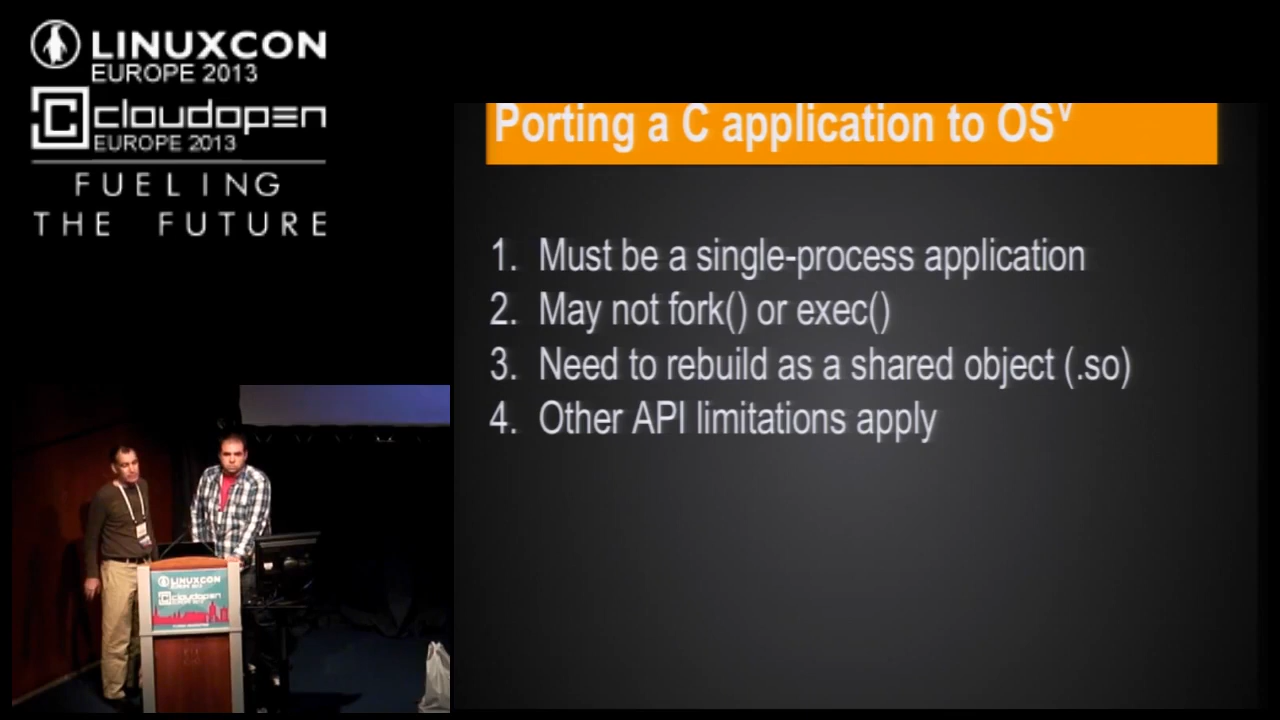 LINUXCON
EUROPE 2013
cloudopen
EUROPE 2013
FUELING
THE FUTURE
Porting a C application to OSᵛ
1. Must be a single-process application
2. May not fork() or exec()
3. Need to rebuild as a shared object (.so)
4. Other API limitations apply
LINUXCON
cloudopen